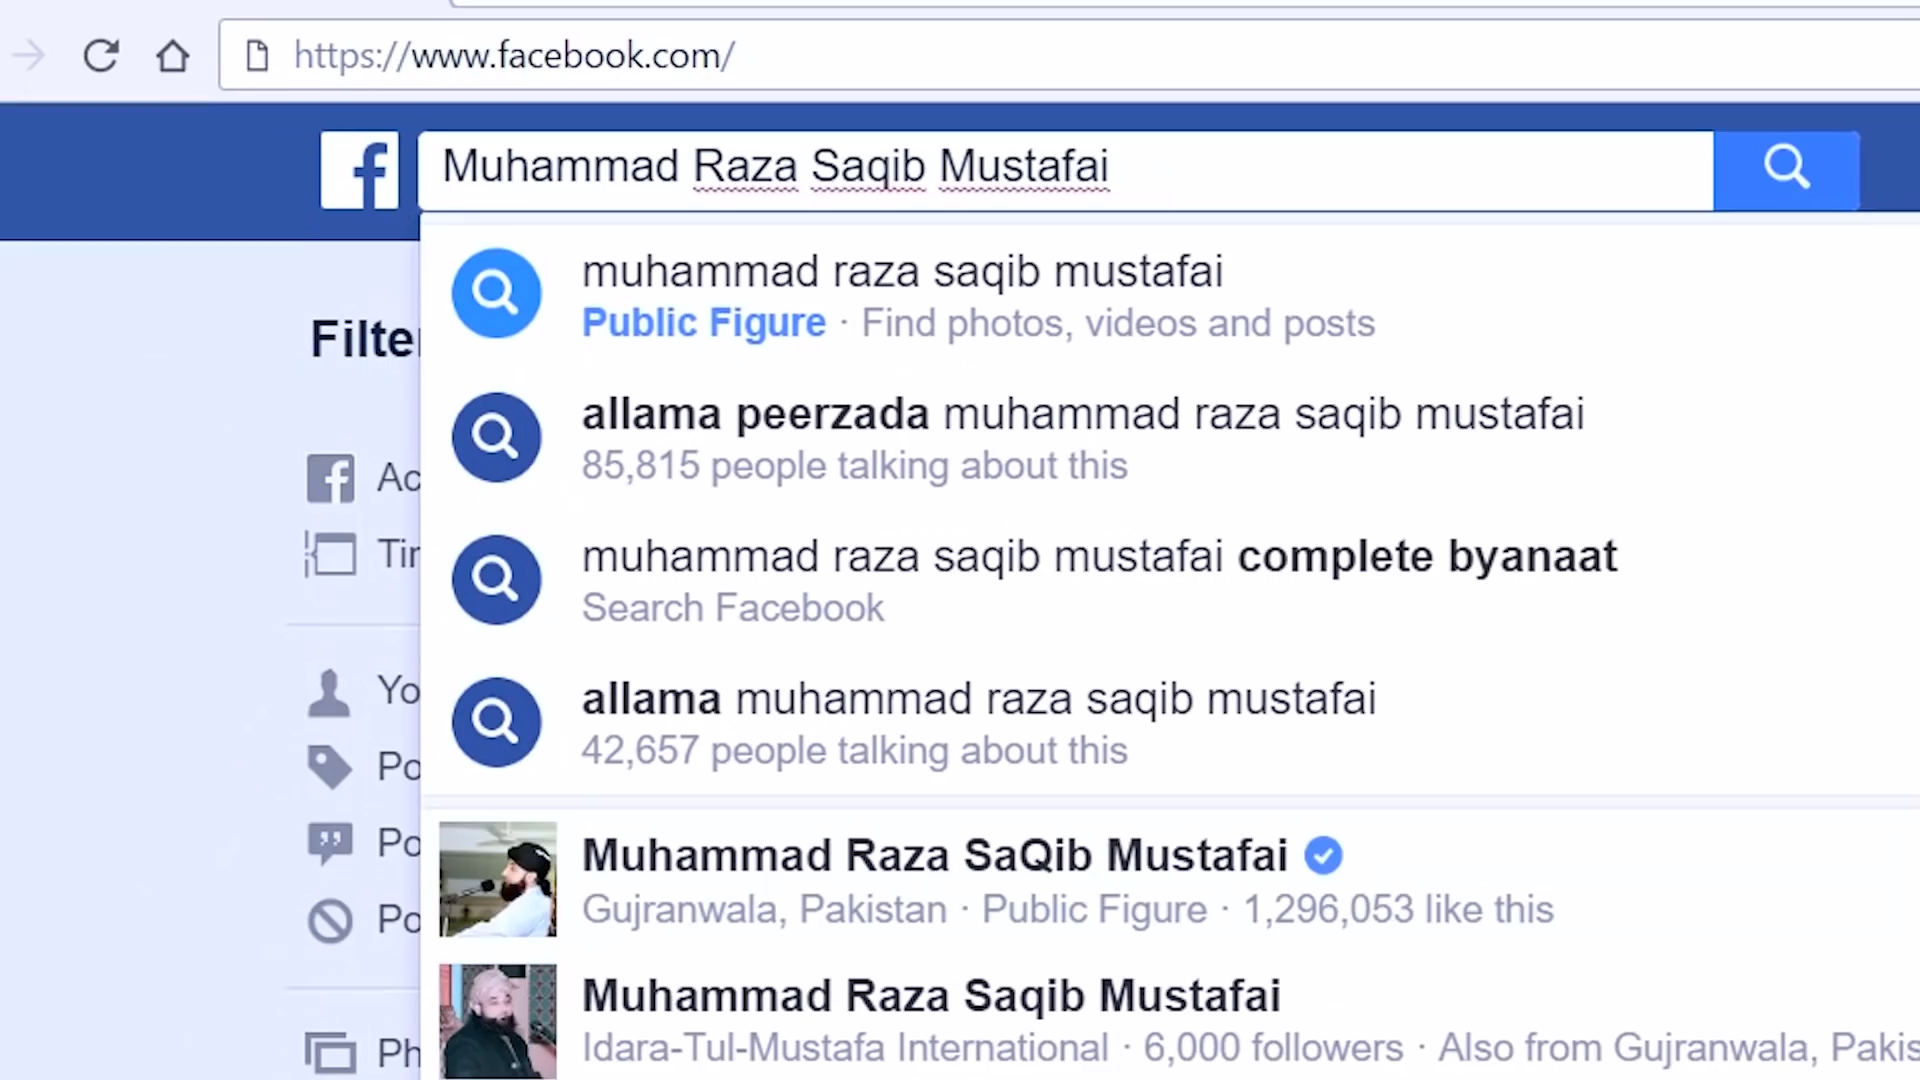 https://www.facebook.com/
f Muhammad Raza Saqib Mustafai
muhammad raza saqib mustafai
Public Figure · Find photos, videos and posts
Filte
allama peerzada muhammad raza saqib mustafai
85,815 people talking about this
Ac
muhammad raza saqib mustafai complete byanaat
Tir
Search Facebook
allama muhammad raza saqib mustafai
Yo
42,657 people talking about this
Po
Muhammad Raza SaQib Mustafai
Po
Gujranwala, Pakistan · Public Figure · 1,296,053 like this
Po
Muhammad Raza Saqib Mustafai
Idara-Tul-Mustafa International · 6,000 followers · Also from Gujranwala, Pakis
Ph